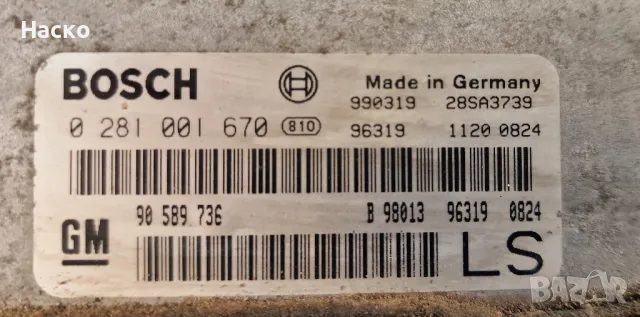 Наско
BOSCH Made in Germany
990319 28SA3739
0 281 001 670 810 96319 1120 0824
90 589 736 B 98013 96319 0824
GM LS
BAZAR